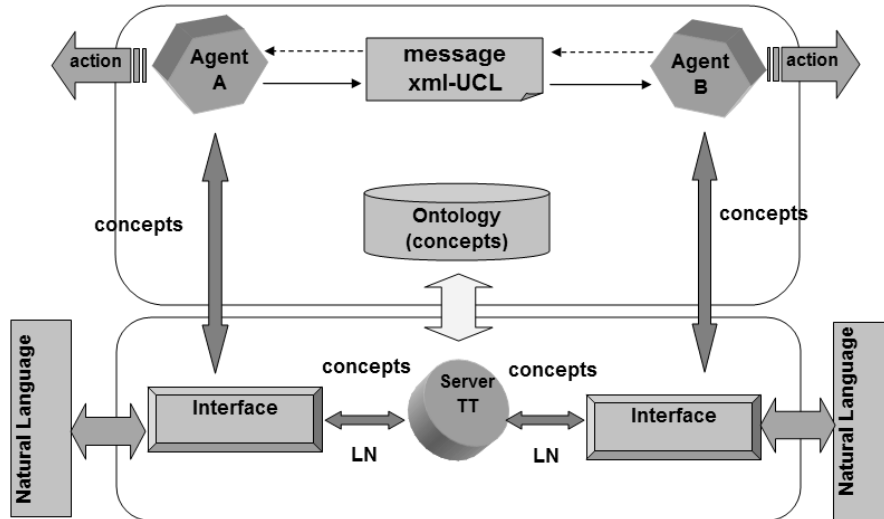 action
Agent
A
message
xml-UCL
Agent
B
action
concepts
Ontology
(concepts)
concepts
Natural Language
Interface
concepts
LN
Server
TT
concepts
LN
Interface
Natural Language